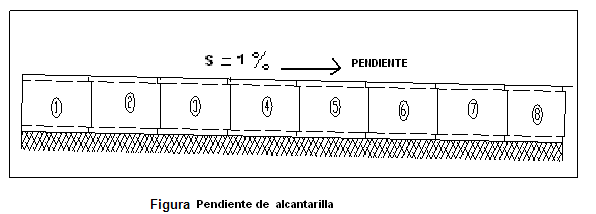 S = 1 % PENDIENTE
1 2 3 4 5 6 7 8
Figura Pendiente de alcantarilla